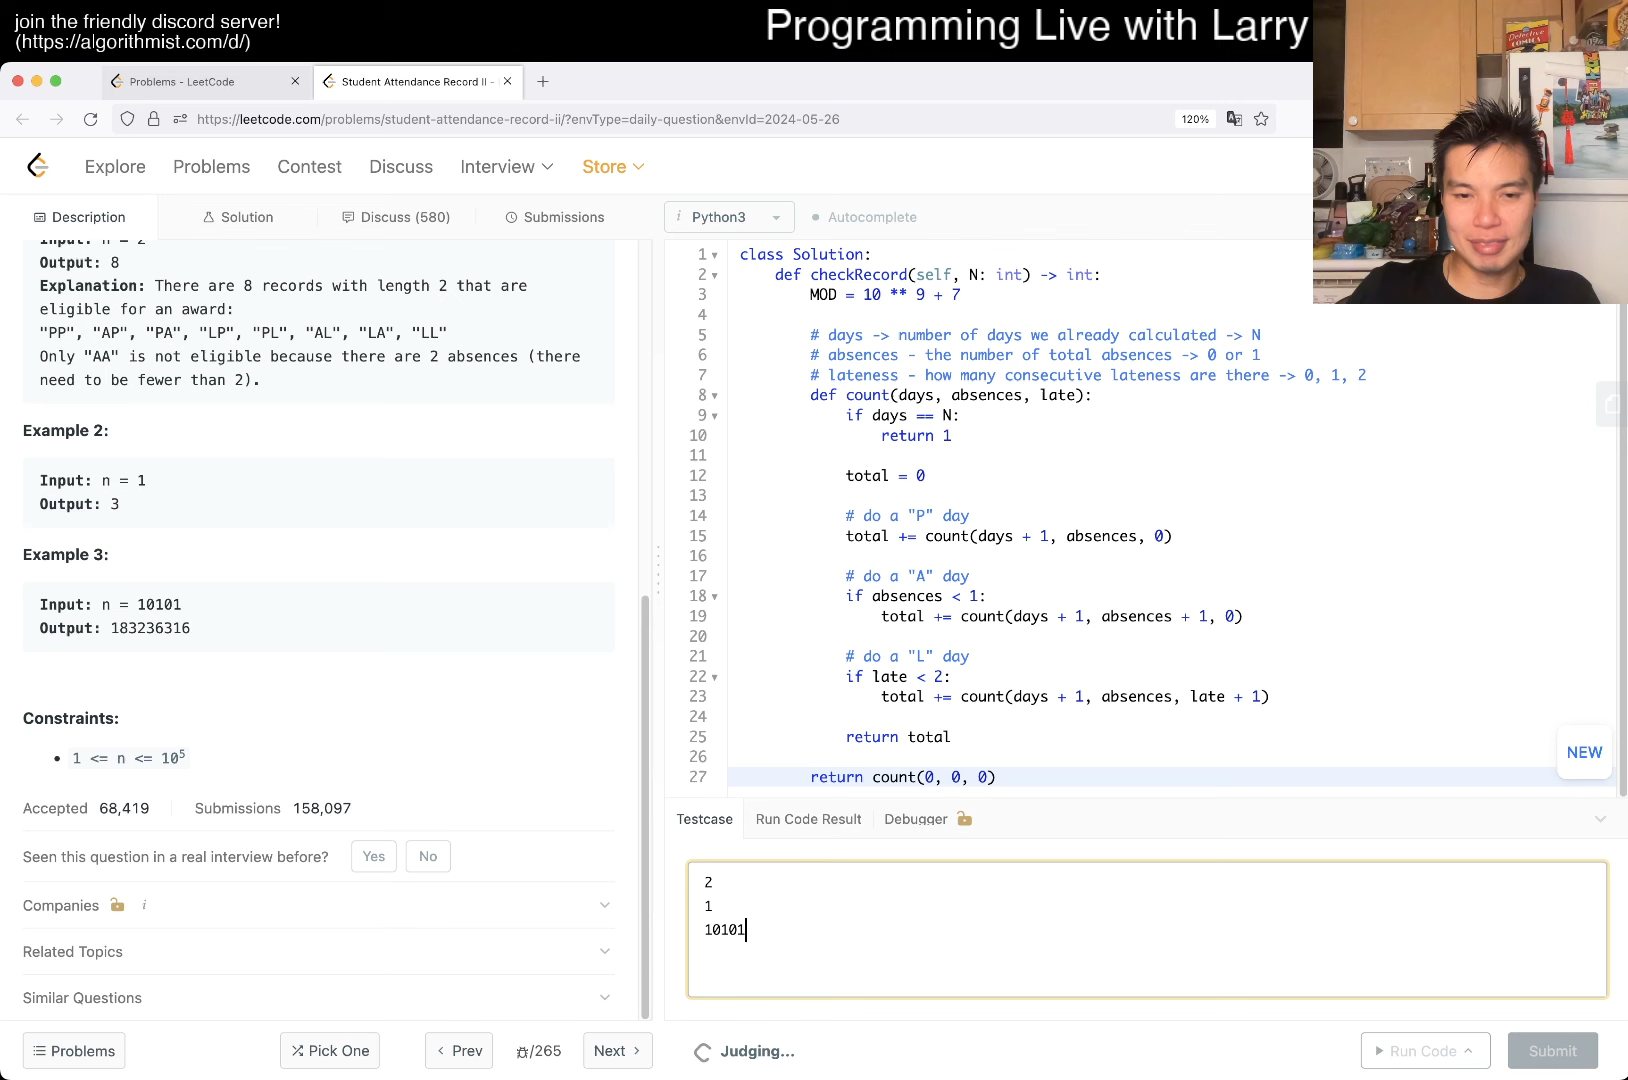 join the friendly discord server!
(https://algorithmist.com/d/)
Programming Live with Larry
Problems - LeetCode
Student Attendance Record II -
https://leetcode.com/problems/student-attendance-record-ii/?envType=daily-question&envId=2024-05-26
120%
Explore
Problems
Contest
Discuss
Interview
Store
Description
Solution
Discuss (580)
Submissions
Input: n = 2
Output: 8
Explanation: There are 8 records with length 2 that are
eligible for an award:
"PP", "AP", "PA", "LP", "PL", "AL", "LA", "LL"
Only "AA" is not eligible because there are 2 absences (there
need to be fewer than 2).
Example 2:
Input: n = 1
Output: 3
Example 3:
Input: n = 10101
Output: 183236316
Constraints:
• 1 <= n <= 10⁵
Accepted 68,419
Submissions 158,097
Seen this question in a real interview before?
Yes
No
Companies i
Related Topics
Similar Questions
Problems
Pick One
Prev
/265
Next
i Python3
Autocomplete
1 class Solution:
2 def checkRecord(self, N: int) -> int:
3 MOD = 10 ** 9 + 7
4
5 # days -> number of days we already calculated -> N
6 # absences - the number of total absences -> 0 or 1
7 # lateness - how many consecutive lateness are there -> 0, 1, 2
8 def count(days, absences, late):
9 if days == N:
10 return 1
11
12 total = 0
13
14 # do a "P" day
15 total += count(days + 1, absences, 0)
16
17 # do a "A" day
18 if absences < 1:
19 total += count(days + 1, absences + 1, 0)
20
21 # do a "L" day
22 if late < 2:
23 total += count(days + 1, absences, late + 1)
24
25 return total
26
27 return count(0, 0, 0)
NEW
Testcase
Run Code Result
Debugger
2
1
10101
Judging...
Run Code
Submit